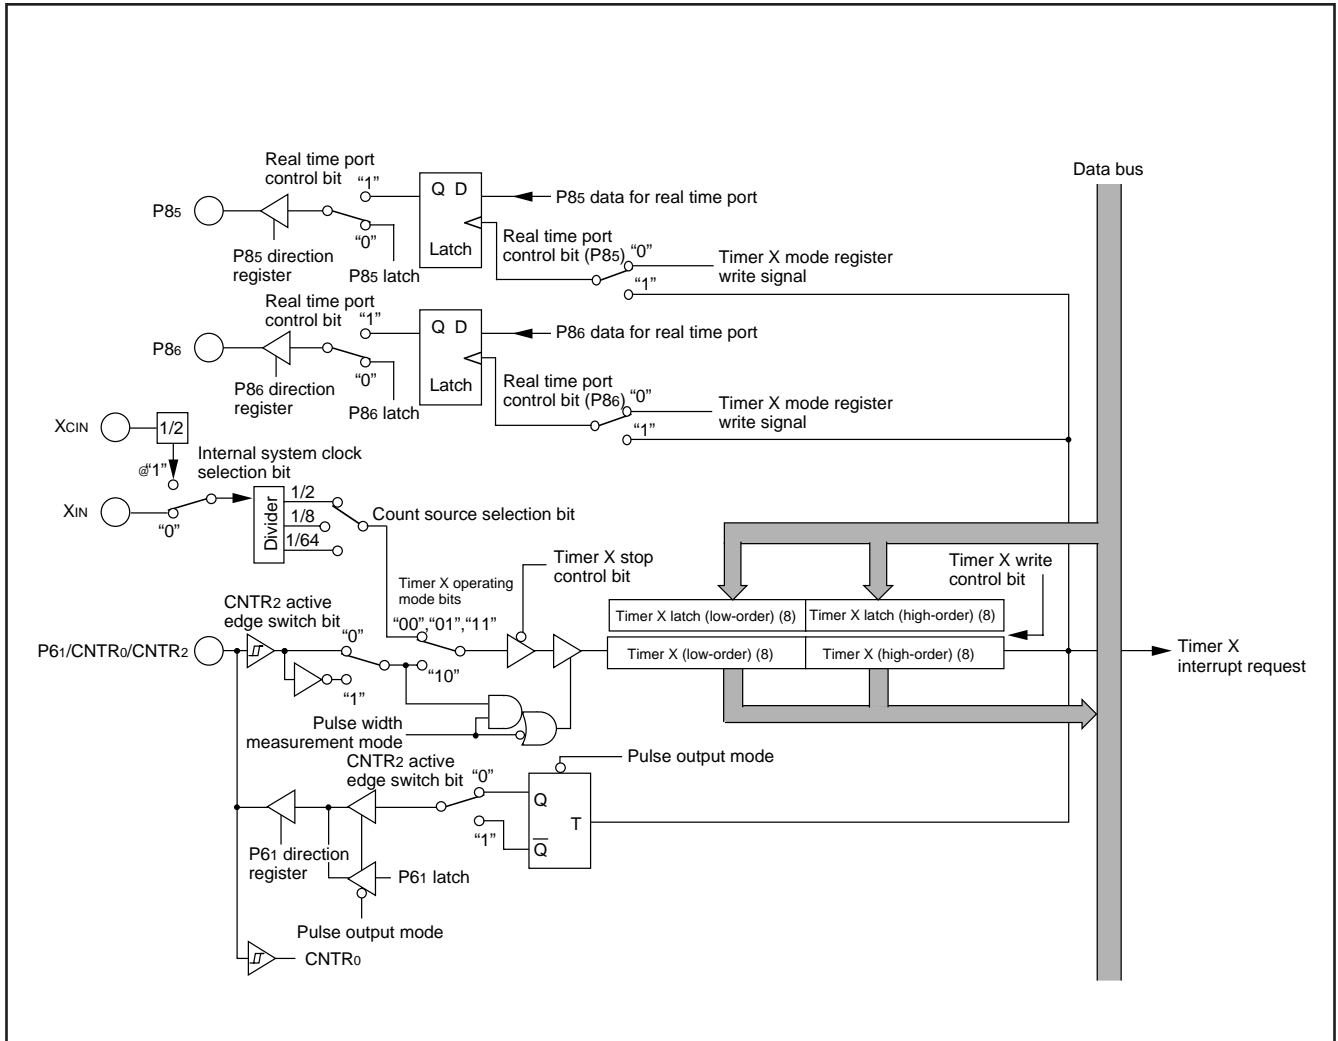 Data bus
Real time port
control bit
“1”
Q D
P85 data for real time port
P85
“0”
Latch
P85 direction
register
P85 latch
Real time port
control bit (P85)
“0”
Timer X mode register
write signal
“1”
Real time port
control bit
“1”
Q D
P86 data for real time port
P86
“0”
Latch
P86 direction
register
P86 latch
Real time port
control bit (P86)
“0”
Timer X mode register
write signal
“1”
XCIN
1/2
@“1”
Internal system clock
selection bit
XIN
“0”
Divider
1/2
1/8
1/64
Count source selection bit
Timer X stop
control bit
Timer X write
control bit
Timer X operating
mode bits
“00”,“01”,“11”
CNTR2 active
edge switch bit
Timer X latch (low-order) (8)
Timer X latch (high-order) (8)
P61/CNTR0/CNTR2
“0”
“10”
“1”
Timer X (low-order) (8)
Timer X (high-order) (8)
Timer X
interrupt request
Pulse width
measurement mode
CNTR2 active
edge switch bit
“0”
Pulse output mode
Q
T
“1”
Q̅
P61 direction
register
P61 latch
Pulse output mode
CNTR0